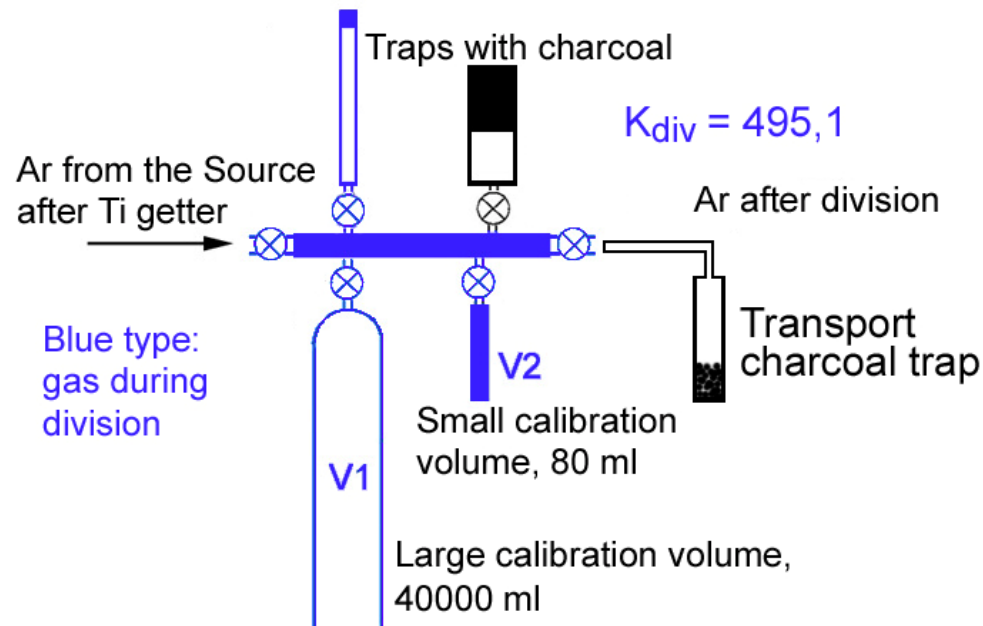 Traps with charcoal
K_div = 495,1
Ar from the Source
after Ti getter
Ar after division
Blue type:
gas during
division
Transport
charcoal trap
V2
Small calibration
volume, 80 ml
V1
Large calibration volume,
40000 ml